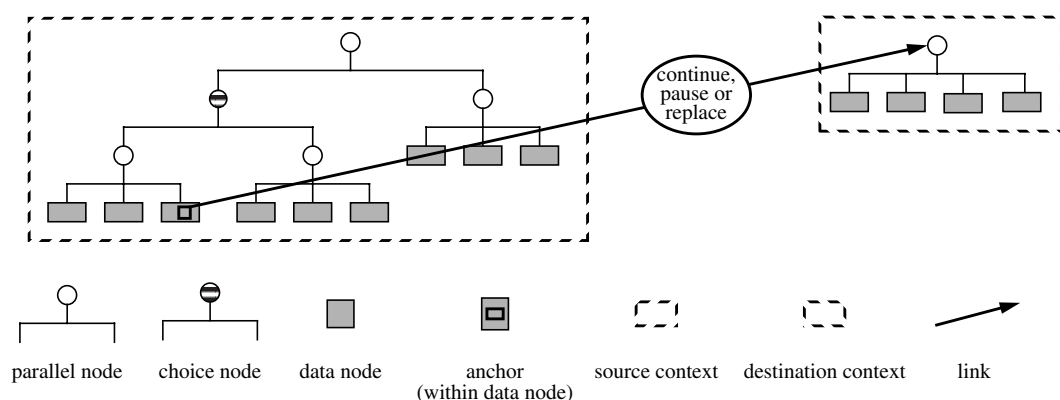 continue,
pause or
replace
parallel node
choice node
data node
anchor
(within data node)
source context
destination context
link